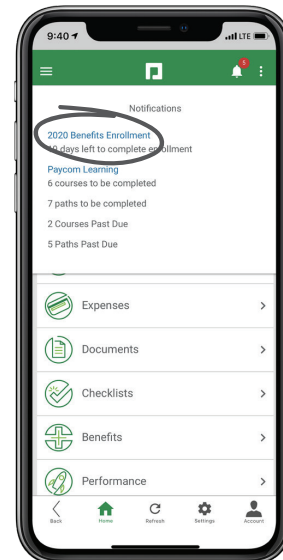 9:40 LTE
5
Notifications
2020 Benefits Enrollment
days left to complete enrollment
Paycom Learning
6 courses to be completed
7 paths to be completed
2 Courses Past Due
5 Paths Past Due
Expenses
Documents
Checklists
Benefits
Performance
Back Home Refresh Settings Account